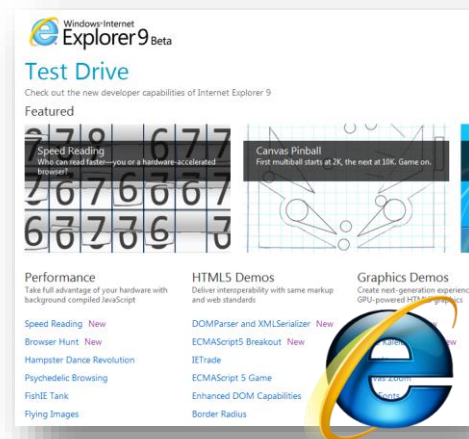 Windows® Internet
Explorer 9 Beta
Test Drive
Check out the new developer capabilities of Internet Explorer 9
Featured
Speed Reading
Who can read faster—you or a hardware-accelerated
browser?
Canvas Pinball
First multiball starts at 2K, the next at 10K. Game on.
Performance
Take full advantage of your hardware with
background compiled JavaScript
Speed Reading New
Browser Hunt New
Hampster Dance Revolution
Psychedelic Browsing
FishIE Tank
Flying Images
HTML5 Demos
Deliver interoperability with same markup
and web standards
DOMParser and XMLSerializer New
ECMAScript5 Breakout New
IETrade
ECMAScript 5 Game
Enhanced DOM Capabilities
Border Radius
Graphics Demos
Create next-generation
GPU-powered HTML5 graphics
Zoom
Fonts